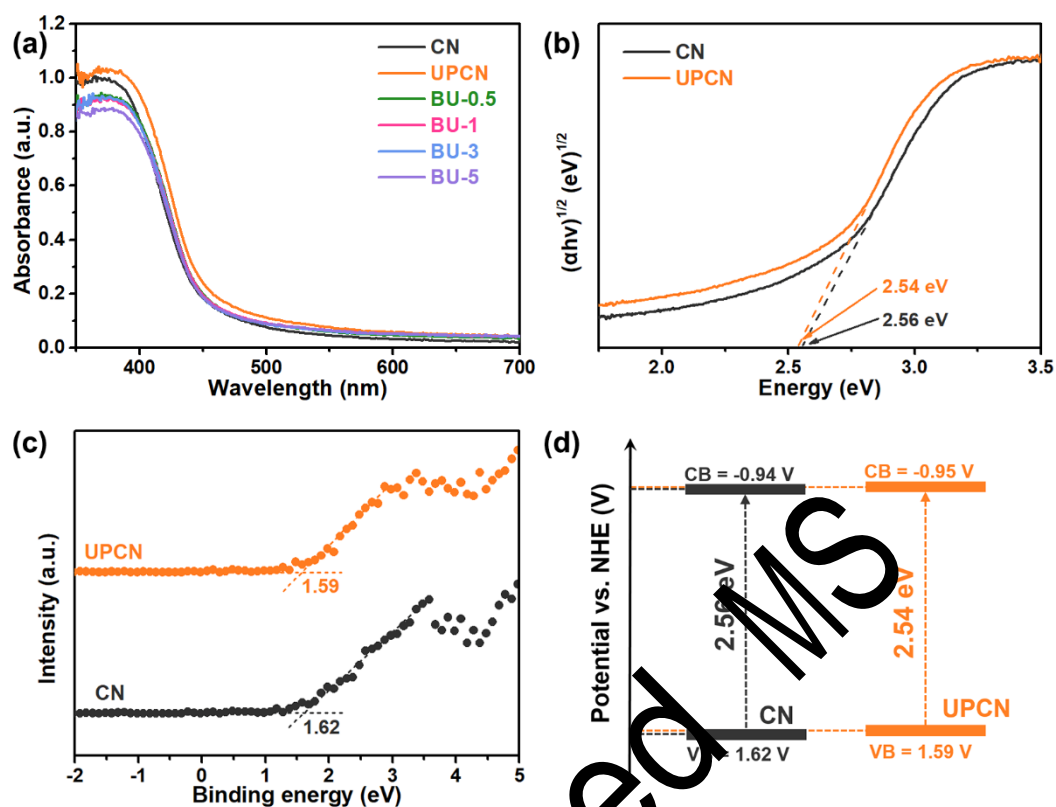 (a)
CN
UPCN
BU-0.5
BU-1
BU-3
BU-5
Absorbance (a.u.)
1.0
0.8
0.6
0.4
0.2
0.0
400
500
600
700
Wavelength (nm)
(b)
CN
UPCN
(αhν)1/2 (eV)1/2
2.54 eV
2.56 eV
2.0
2.5
3.0
3.5
Energy (eV)
(c)
UPCN
1.59
CN
1.62
Intensity (a.u.)
-2
-1
0
1
2
3
4
5
Binding energy (eV)
(d)
Potential vs. NHE (V)
CB = -0.94 V
CB = -0.95 V
2.56 eV
2.54 eV
CN
UPCN
= 1.62 V
VB = 1.59 V
ed MS